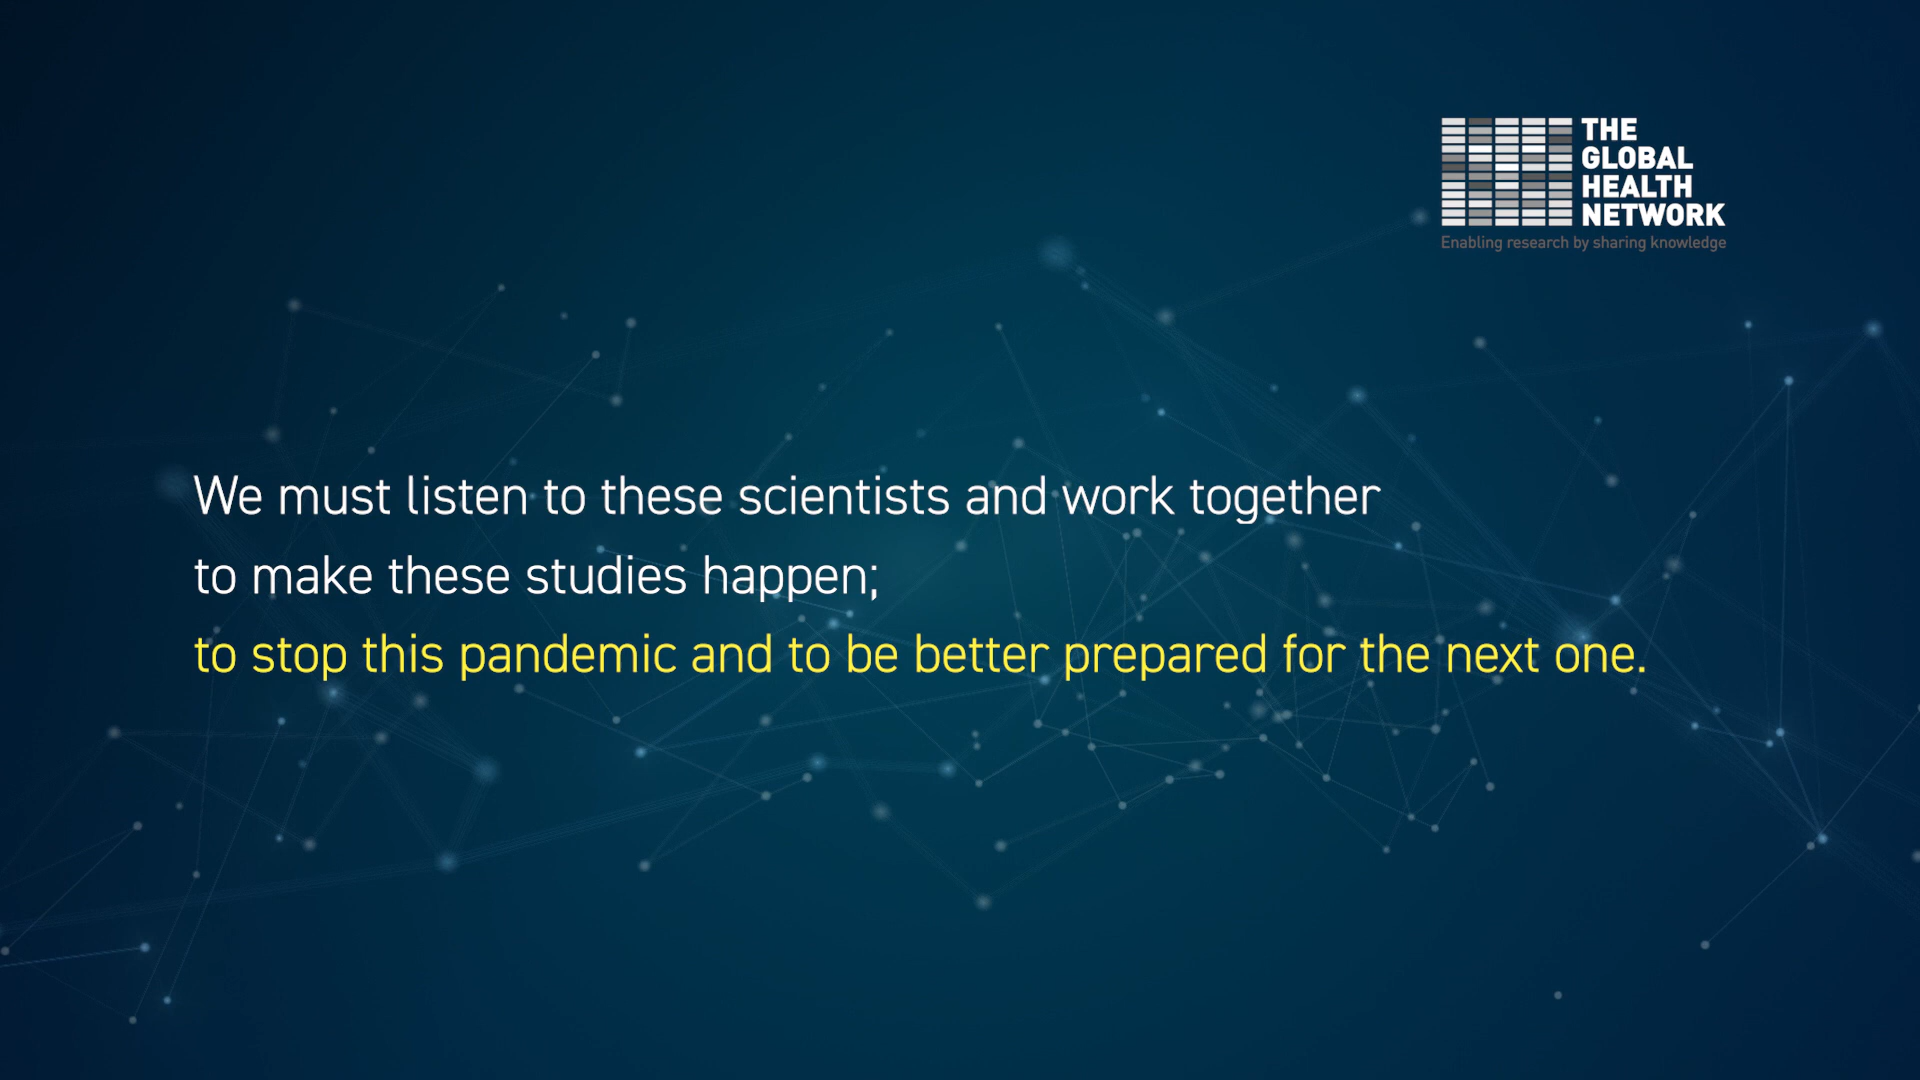 THE
GLOBAL
HEALTH
NETWORK
Enabling research by sharing knowledge
We must listen to these scientists and work together
to make these studies happen;
to stop this pandemic and to be better prepared for the next one.